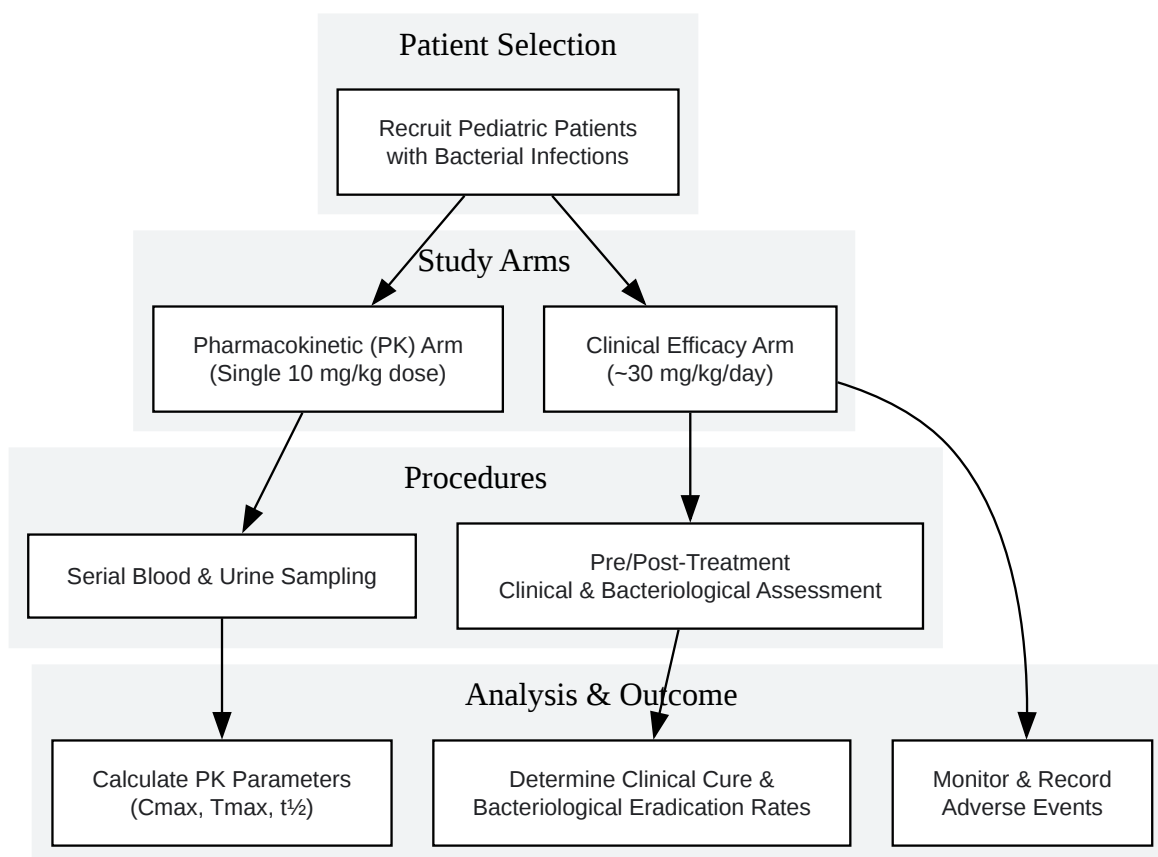 Patient Selection
Recruit Pediatric Patients
with Bacterial Infections
Study Arms
Pharmacokinetic (PK) Arm
(Single 10 mg/kg dose)
Clinical Efficacy Arm
(~30 mg/kg/day)
Procedures
Serial Blood & Urine Sampling
Pre/Post-Treatment
Clinical & Bacteriological Assessment
Analysis & Outcome
Calculate PK Parameters
(Cmax, Tmax, t½)
Determine Clinical Cure &
Bacteriological Eradication Rates
Monitor & Record
Adverse Events